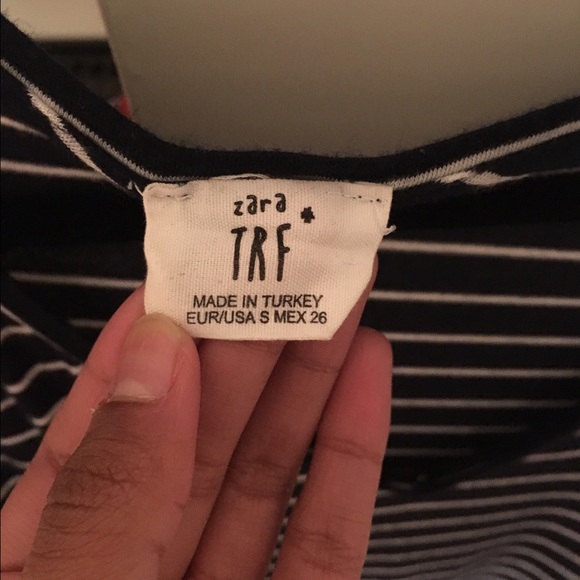 zara
TRF*
MADE IN TURKEY
EUR/USA S MEX 26